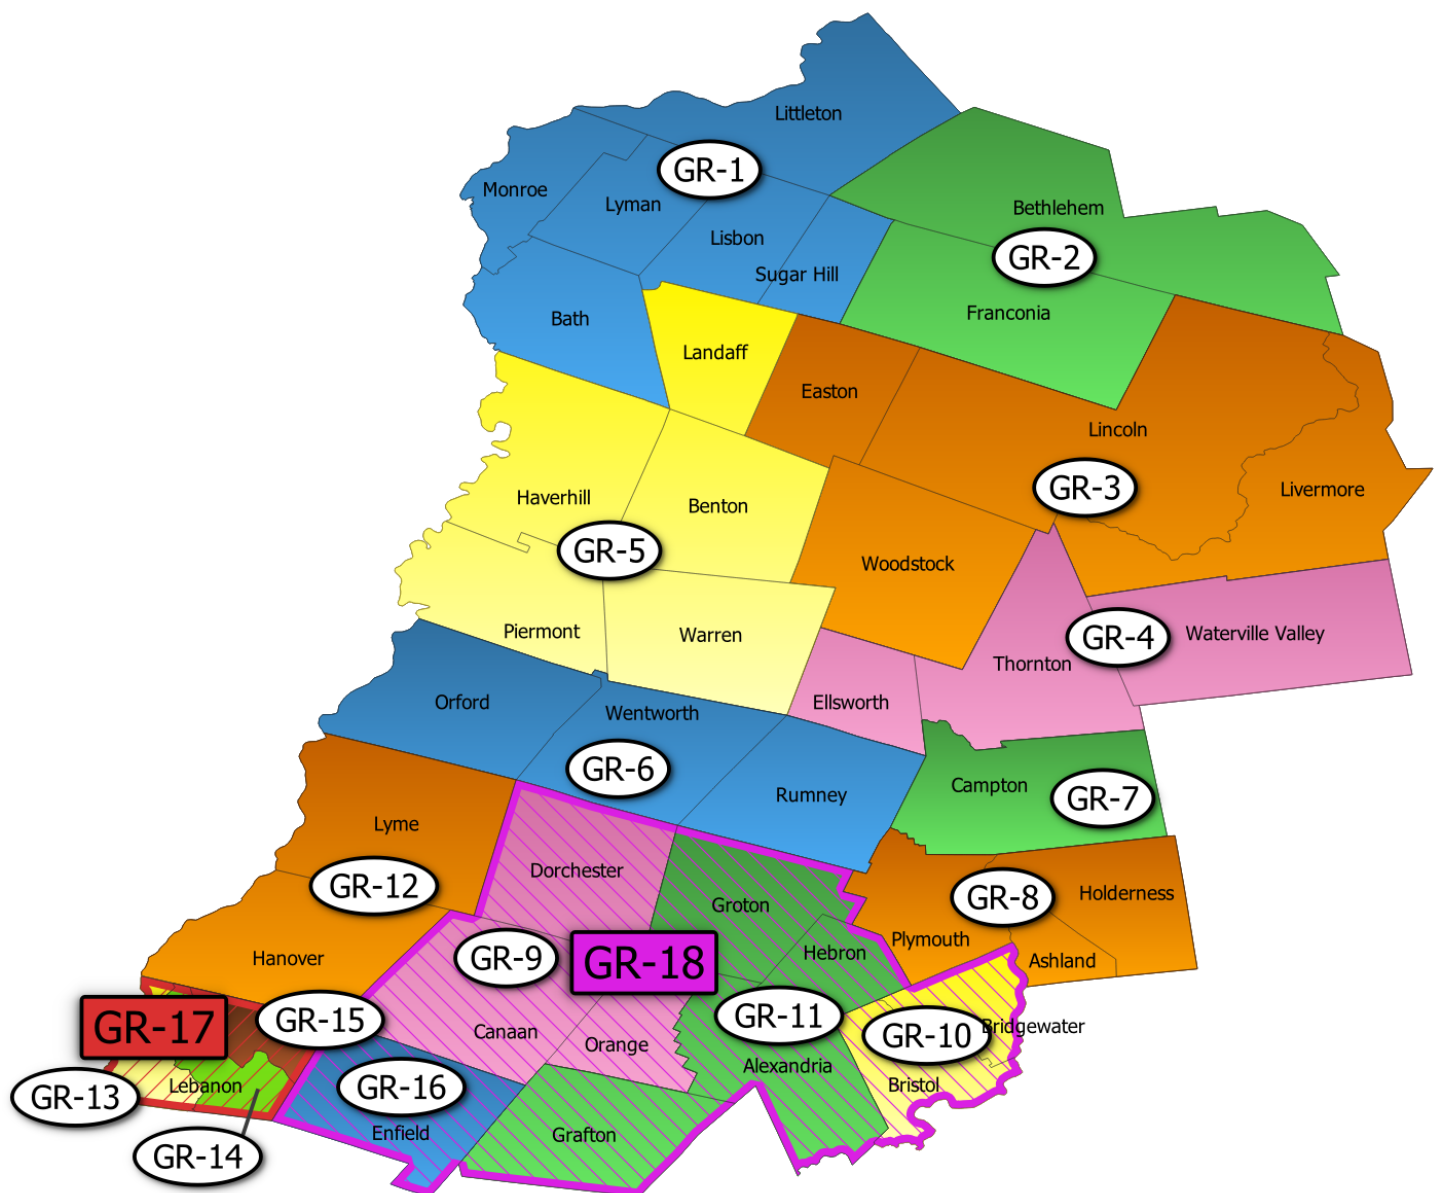 Littleton
GR-1
Monroe
Lyman
Bethlehem
Lisbon
GR-2
Sugar Hill
Franconia
Bath
Landaff
Easton
Lincoln
GR-3
Livermore
Haverhill
Benton
GR-5
Woodstock
Piermont
Warren
GR-4
Waterville Valley
Thornton
Orford
Wentworth
Ellsworth
GR-6
Rumney
Campton
GR-7
Lyme
Dorchester
GR-12
Groton
GR-8
Holderness
Hanover
GR-9
GR-18
Hebron
Plymouth
Ashland
GR-17
GR-15
Canaan
Orange
GR-11
GR-10
Bridgewater
Alexandria
Lebanon
GR-13
GR-16
Bristol
Enfield
Grafton
GR-14